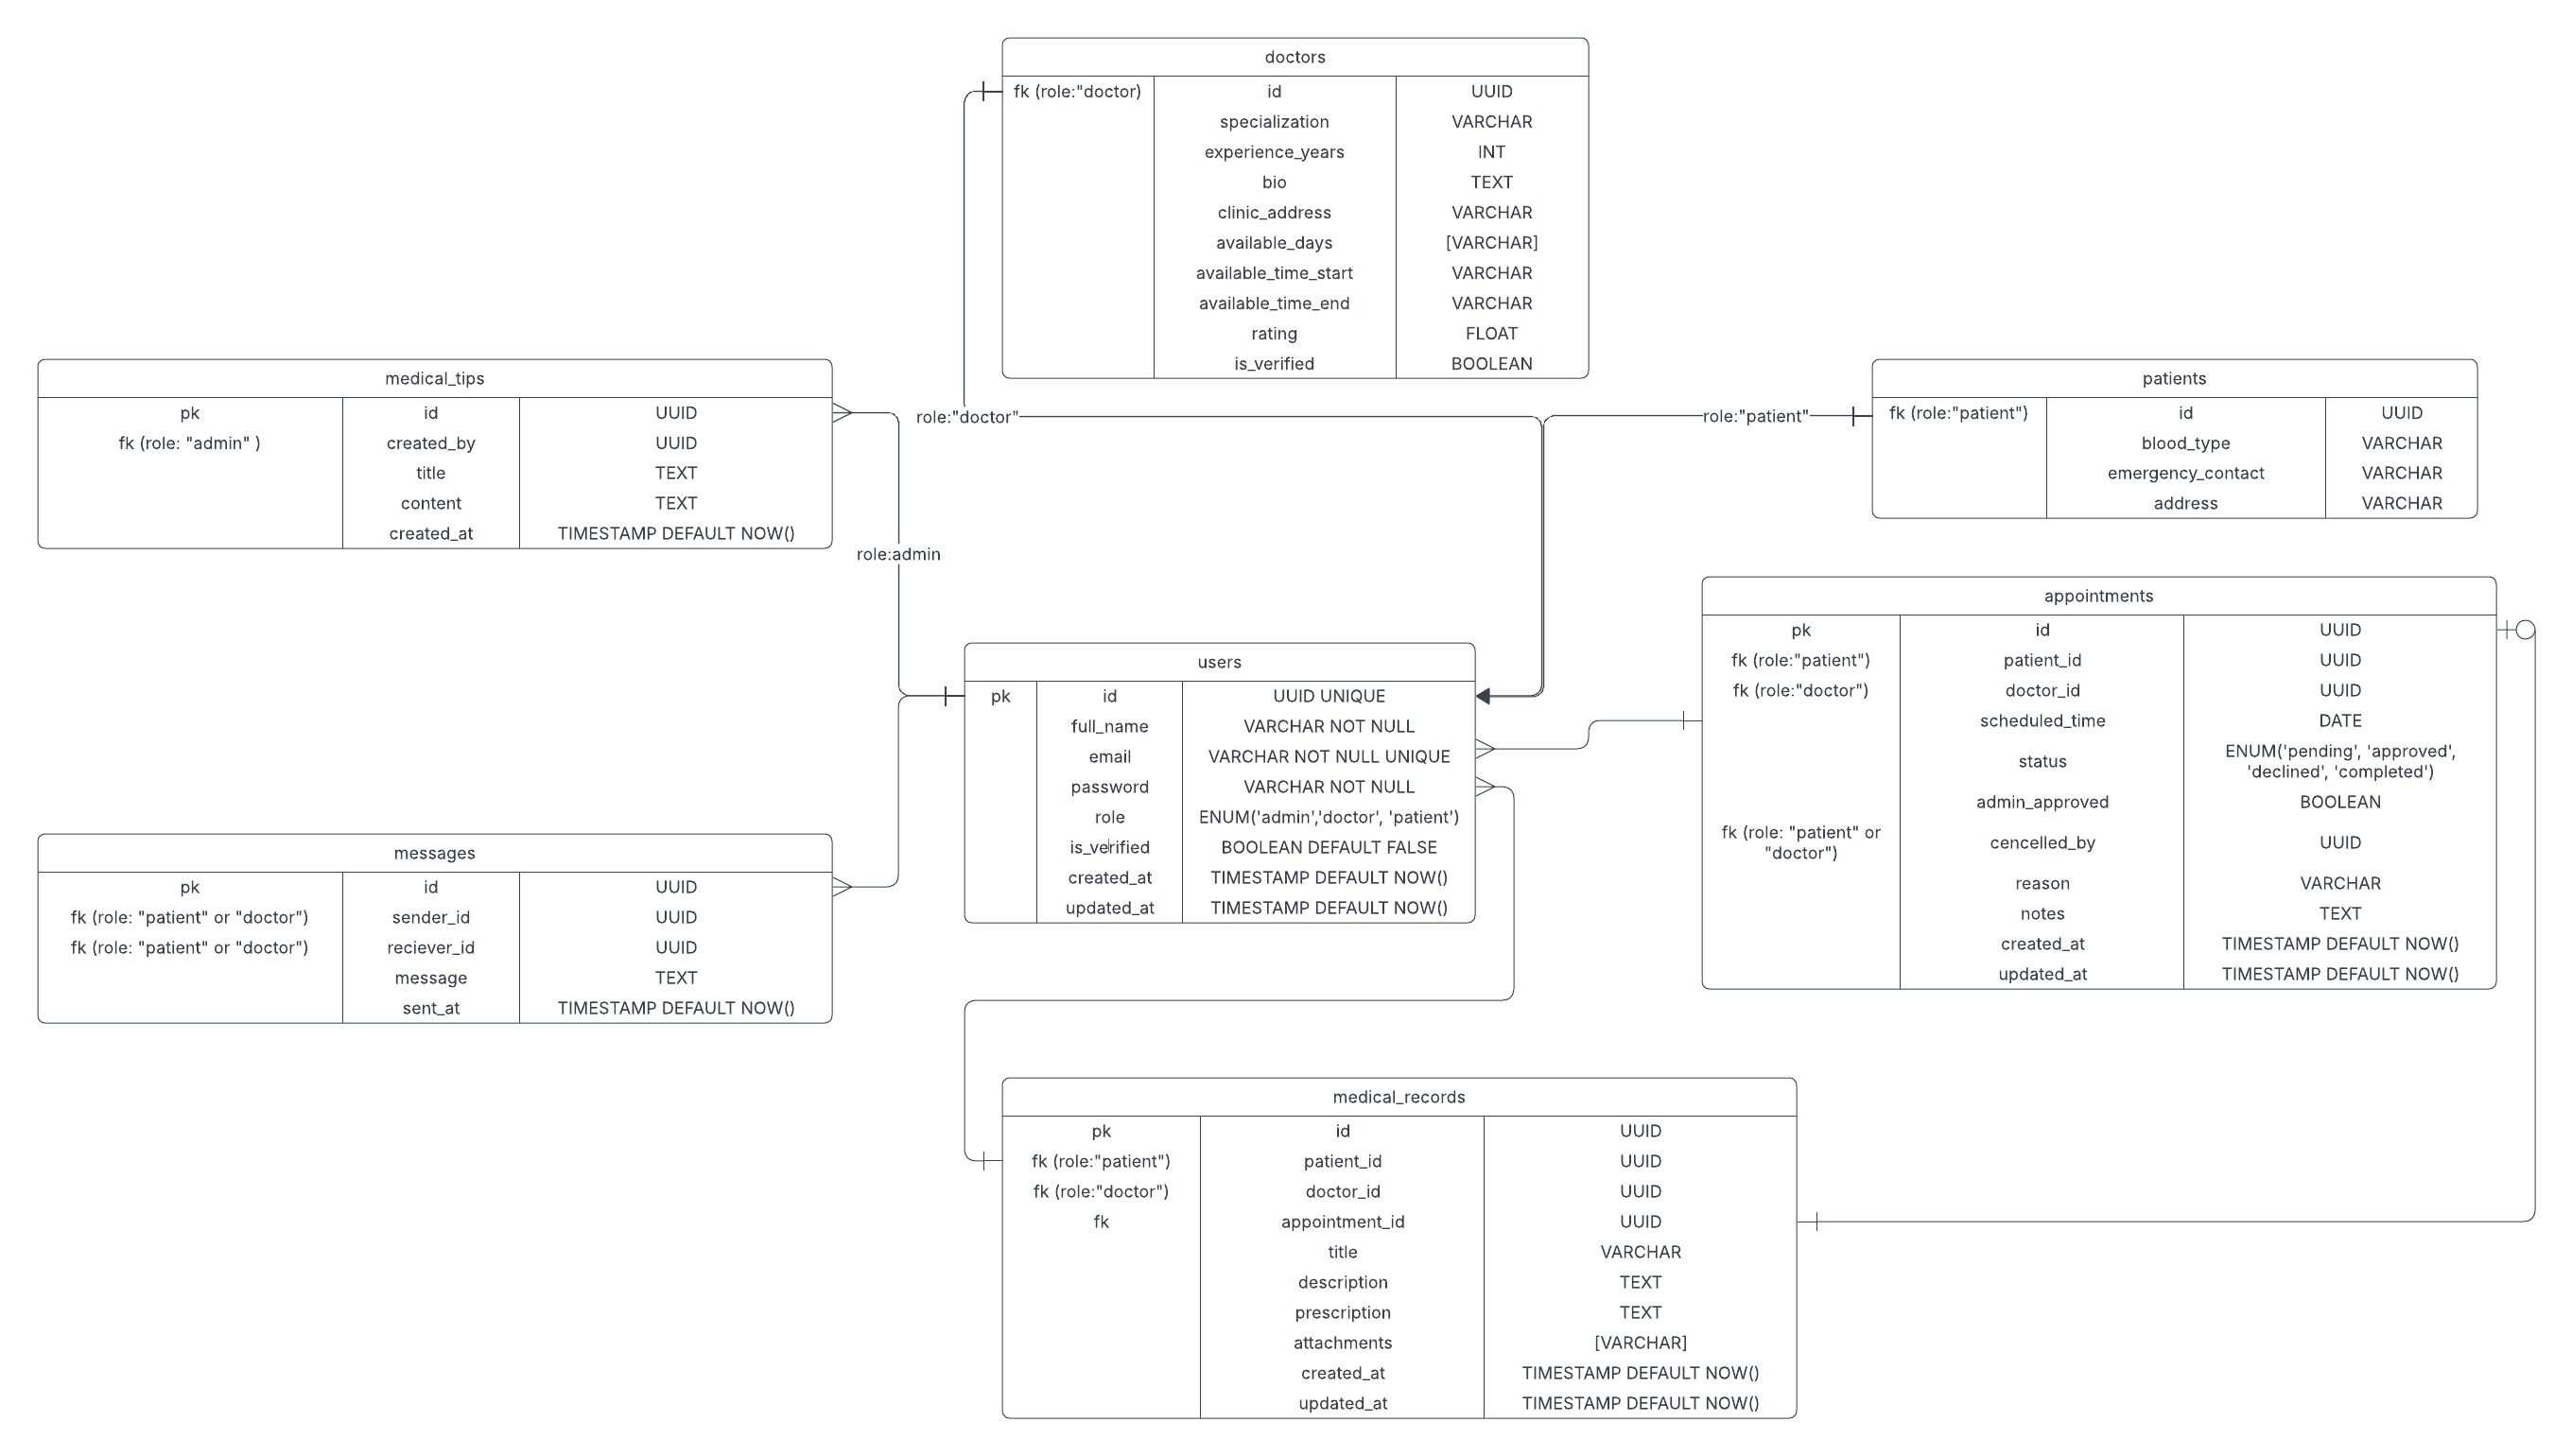 doctors
fk (role:"doctor) id UUID
specialization VARCHAR
experience_years INT
bio TEXT
clinic_address VARCHAR
available_days [VARCHAR]
available_time_start VARCHAR
available_time_end VARCHAR
rating FLOAT
is_verified BOOLEAN
medical_tips
pk id UUID
fk (role: "admin" ) created_by UUID
title TEXT
content TEXT
created_at TIMESTAMP DEFAULT NOW()
role:"doctor"
role:"patient"
patients
fk (role:"patient") id UUID
blood_type VARCHAR
emergency_contact VARCHAR
address VARCHAR
role:admin
users
pk id UUID UNIQUE
full_name VARCHAR NOT NULL
email VARCHAR NOT NULL UNIQUE
password VARCHAR NOT NULL
role ENUM('admin','doctor', 'patient')
is_verified BOOLEAN DEFAULT FALSE
created_at TIMESTAMP DEFAULT NOW()
updated_at TIMESTAMP DEFAULT NOW()
appointments
pk id UUID
fk (role:"patient") patient_id UUID
fk (role:"doctor") doctor_id UUID
scheduled_time DATE
status ENUM('pending', 'approved',
'declined', 'completed')
admin_approved BOOLEAN
fk (role: "patient" or
"doctor") cencelled_by UUID
reason VARCHAR
notes TEXT
created_at TIMESTAMP DEFAULT NOW()
updated_at TIMESTAMP DEFAULT NOW()
messages
pk id UUID
fk (role: "patient" or "doctor") sender_id UUID
fk (role: "patient" or "doctor") reciever_id UUID
message TEXT
sent_at TIMESTAMP DEFAULT NOW()
medical_records
pk id UUID
fk (role:"patient") patient_id UUID
fk (role:"doctor") doctor_id UUID
fk appointment_id UUID
title VARCHAR
description TEXT
prescription TEXT
attachments [VARCHAR]
created_at TIMESTAMP DEFAULT NOW()
updated_at TIMESTAMP DEFAULT NOW()